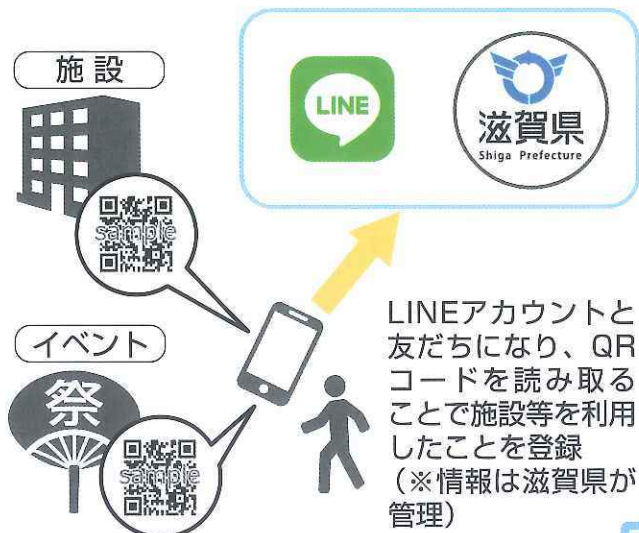 施設
LINE
滋賀県
Shiga Prefecture
sample
イベント
祭
sample
LINEアカウントと
友だちになり、QR
コードを読み取る
ことで施設等を利用
したことを登録
（※情報は滋賀県が
管理）